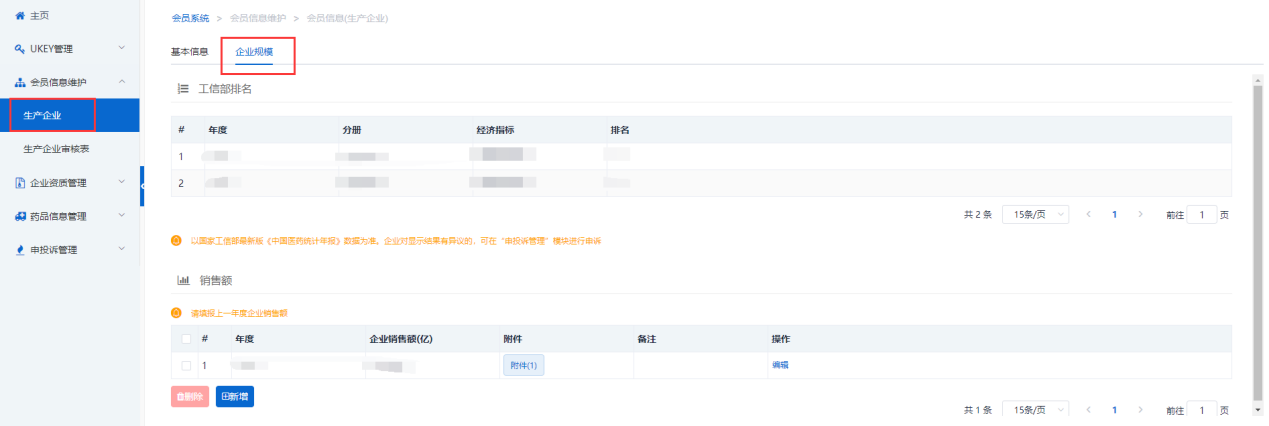 主页
UKEY管理
会员信息维护
生产企业
生产企业审核表
企业资质管理
药品信息管理
申投诉管理
会员系统 > 会员信息维护 > 会员信息(生产企业)
基本信息 企业规模
工信部排名
# 年度 分册 经济指标 排名
1
2
共 2 条 15条/页 < 1 > 前往 1 页
以国家工信部最新版《中国医药统计年报》数据为准，企业对显示结果有异议的，可在“申投诉管理”模块进行申诉
销售额
请填报上一年度企业销售额
# 年度 企业销售额(亿) 附件 备注 操作
1 附件(1) 编辑
删除 新增
共 1 条 15条/页 < 1 > 前往 1 页